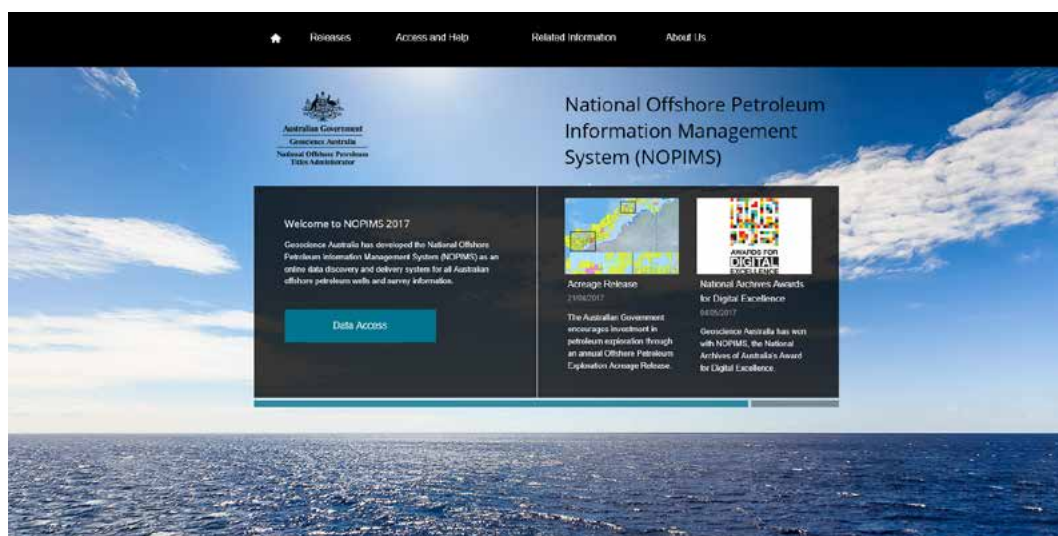 Releases Access and Help Related Information About Us
Australian Government
Geoscience Australia
National Offshore Petroleum
Titles Administrator
National Offshore Petroleum
Information Management
System (NOPIMS)
Welcome to NOPIMS 2017
Geoscience Australia has developed the National Offshore
Petroleum Information Management System (NOPIMS) as an
online data discovery and delivery system for all Australian
offshore petroleum wells and survey information.
Data Access
Acreage Release
21/04/2017
The Australian Government
encourages investment in
petroleum exploration through
an annual Offshore Petroleum
Exploration Acreage Release.
AWARDS FOR
DIGITAL
EXCELLENCE
National Archives Awards
for Digital Excellence
04/05/2017
Geoscience Australia has won
with NOPIMS, the National
Archives of Australia's Award
for Digital Excellence.